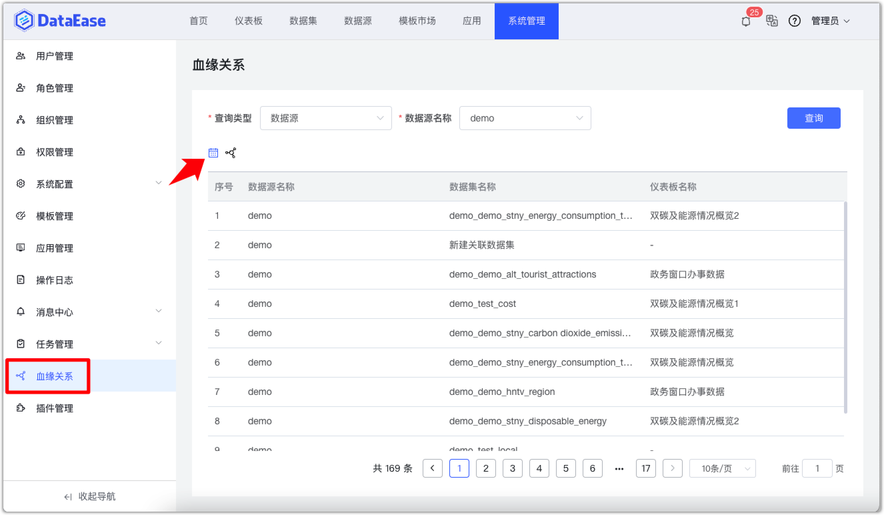 DataEase
首页 仪表板 数据集 数据源 模板市场 应用 系统管理 25 管理员
用户管理
角色管理
组织管理
权限管理
系统配置
模板管理
应用管理
操作日志
消息中心
任务管理
血缘关系
插件管理
收起导航
血缘关系
* 查询类型 数据源 * 数据源名称 demo 查询
序号 数据源名称 数据集名称 仪表板名称
1 demo demo_demo_stny_energy_consumption_t... 双碳及能源情况概览2
2 demo 新建关联数据集 -
3 demo demo_demo_alt_tourist_attractions 政务窗口办事数据
4 demo demo_test_cost 双碳及能源情况概览1
5 demo demo_demo_stny_carbon dioxide_emissi... 双碳及能源情况概览
6 demo demo_demo_stny_energy_consumption_t... 双碳及能源情况概览
7 demo demo_demo_hntv_region 政务窗口办事数据
8 demo demo_demo_stny_disposable_energy 双碳及能源情况概览2
9 demo demo_test_local -
共 169 条 1 2 3 4 5 6 ••• 17 10条/页 前往 1 页